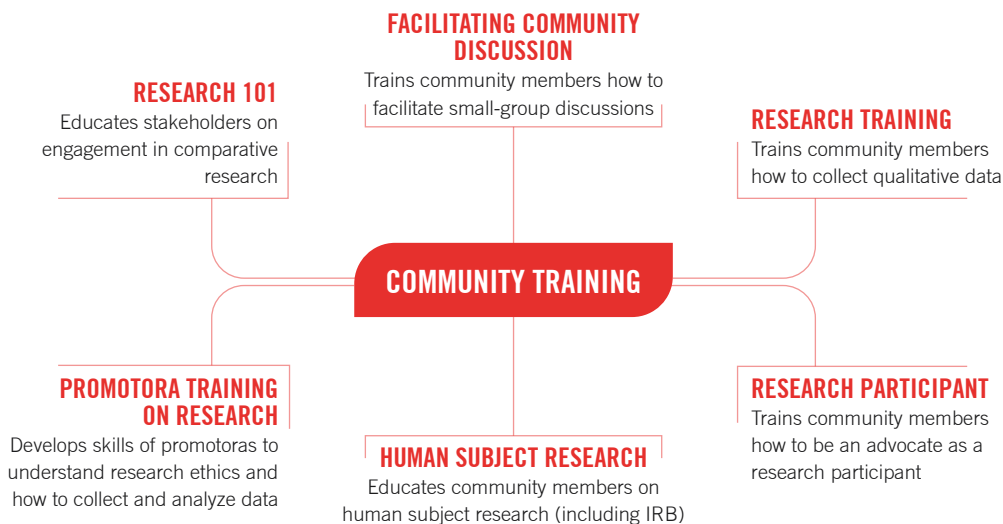 FACILITATING COMMUNITY
DISCUSSION
Trains community members how to
facilitate small-group discussions
RESEARCH 101
Educates stakeholders on
engagement in comparative
research
RESEARCH TRAINING
Trains community members
how to collect qualitative data
COMMUNITY TRAINING
PROMOTORA TRAINING
ON RESEARCH
Develops skills of promotoras to
understand research ethics and
how to collect and analyze data
HUMAN SUBJECT RESEARCH
Educates community members on
human subject research (including IRB)
RESEARCH PARTICIPANT
Trains community members
how to be an advocate as a
research participant